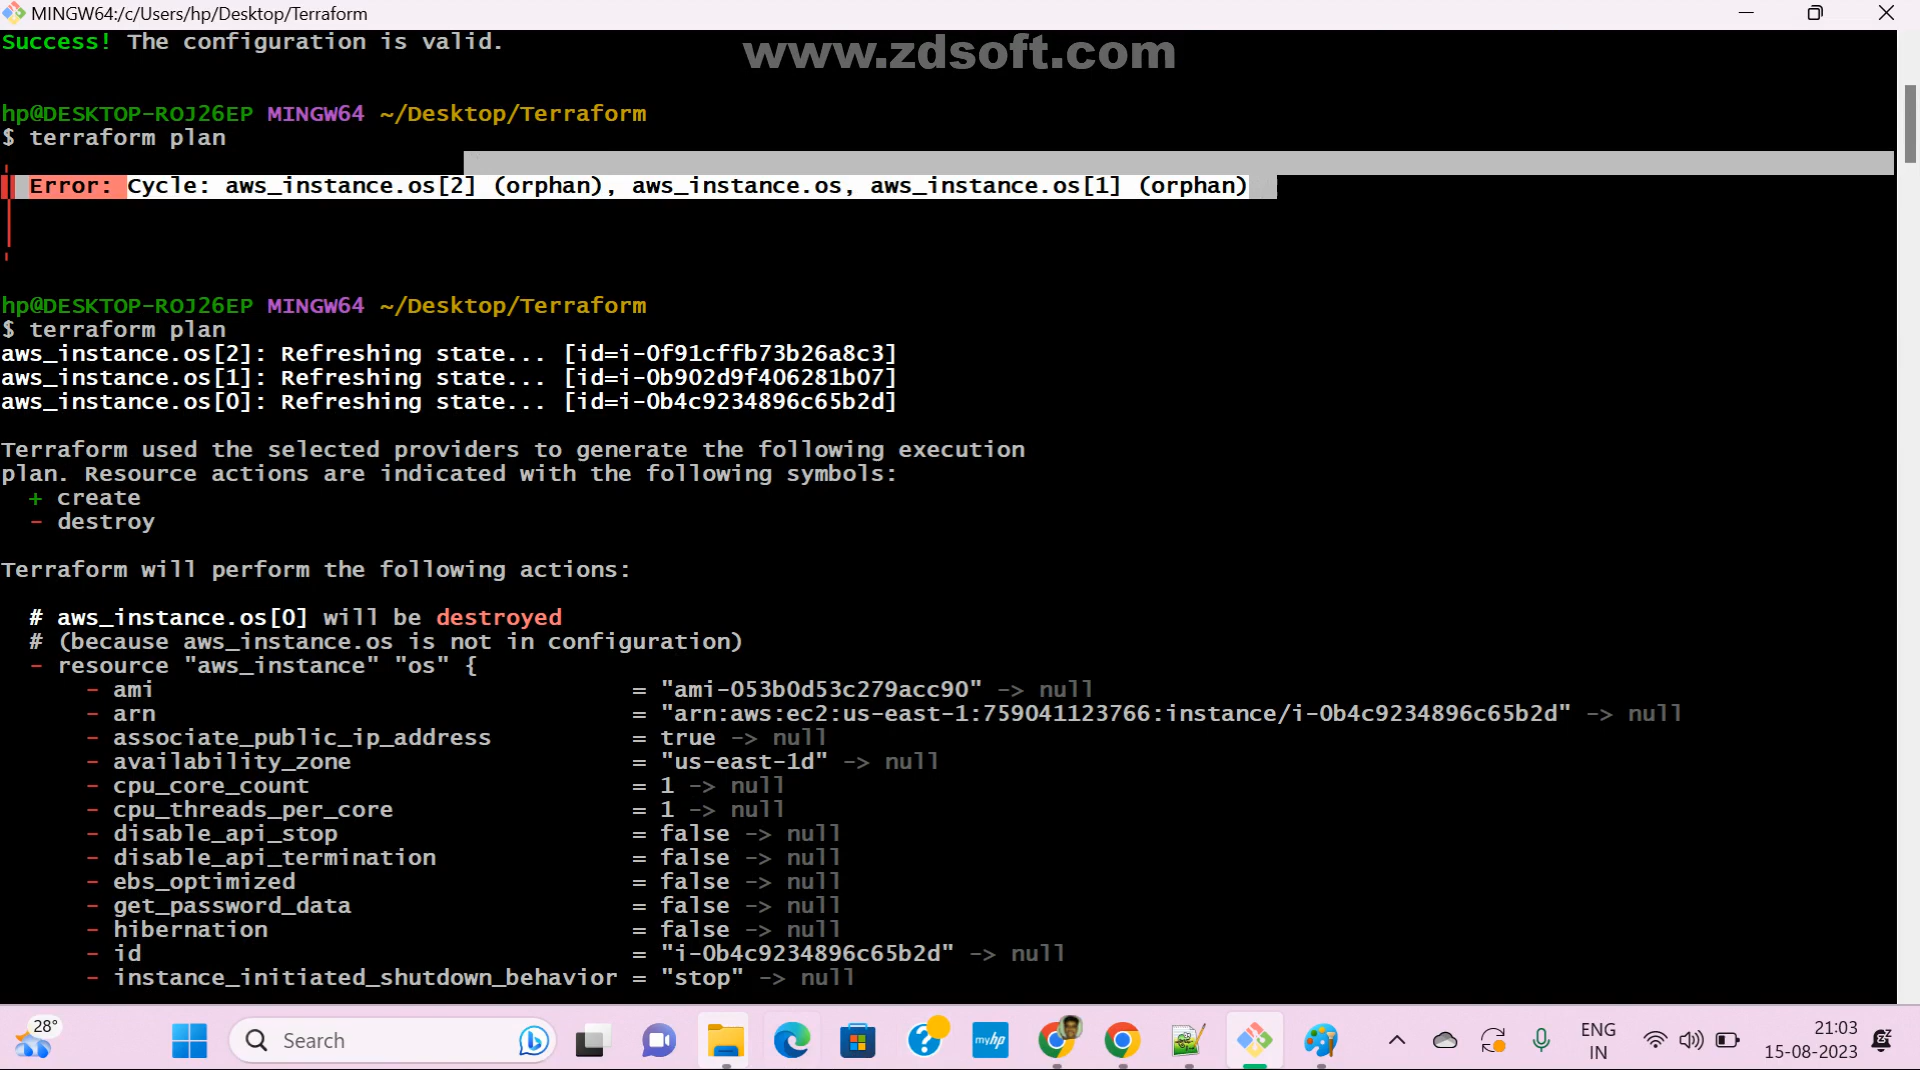 MINGW64:/c/Users/hp/Desktop/Terraform
Success! The configuration is valid.
www.zdsoft.com
hp@DESKTOP-ROJ26EP MINGW64 ~/Desktop/Terraform
$ terraform plan
Error: Cycle: aws_instance.os[2] (orphan), aws_instance.os, aws_instance.os[1] (orphan)
hp@DESKTOP-ROJ26EP MINGW64 ~/Desktop/Terraform
$ terraform plan
aws_instance.os[2]: Refreshing state... [id=i-0f91cffb73b26a8c3]
aws_instance.os[1]: Refreshing state... [id=i-0b902d9f406281b07]
aws_instance.os[0]: Refreshing state... [id=i-0b4c9234896c65b2d]
Terraform used the selected providers to generate the following execution
plan. Resource actions are indicated with the following symbols:
+ create
- destroy
Terraform will perform the following actions:
# aws_instance.os[0] will be destroyed
# (because aws_instance.os is not in configuration)
- resource "aws_instance" "os" {
- ami = "ami-053b0d53c279acc90" -> null
- arn = "arn:aws:ec2:us-east-1:759041123766:instance/i-0b4c9234896c65b2d" -> null
- associate_public_ip_address = true -> null
- availability_zone = "us-east-1d" -> null
- cpu_core_count = 1 -> null
- cpu_threads_per_core = 1 -> null
- disable_api_stop = false -> null
- disable_api_termination = false -> null
- ebs_optimized = false -> null
- get_password_data = false -> null
- hibernation = false -> null
- id = "i-0b4c9234896c65b2d" -> null
- instance_initiated_shutdown_behavior = "stop" -> null
28°
Search
myhp
ENG
IN
21:03
15-08-2023